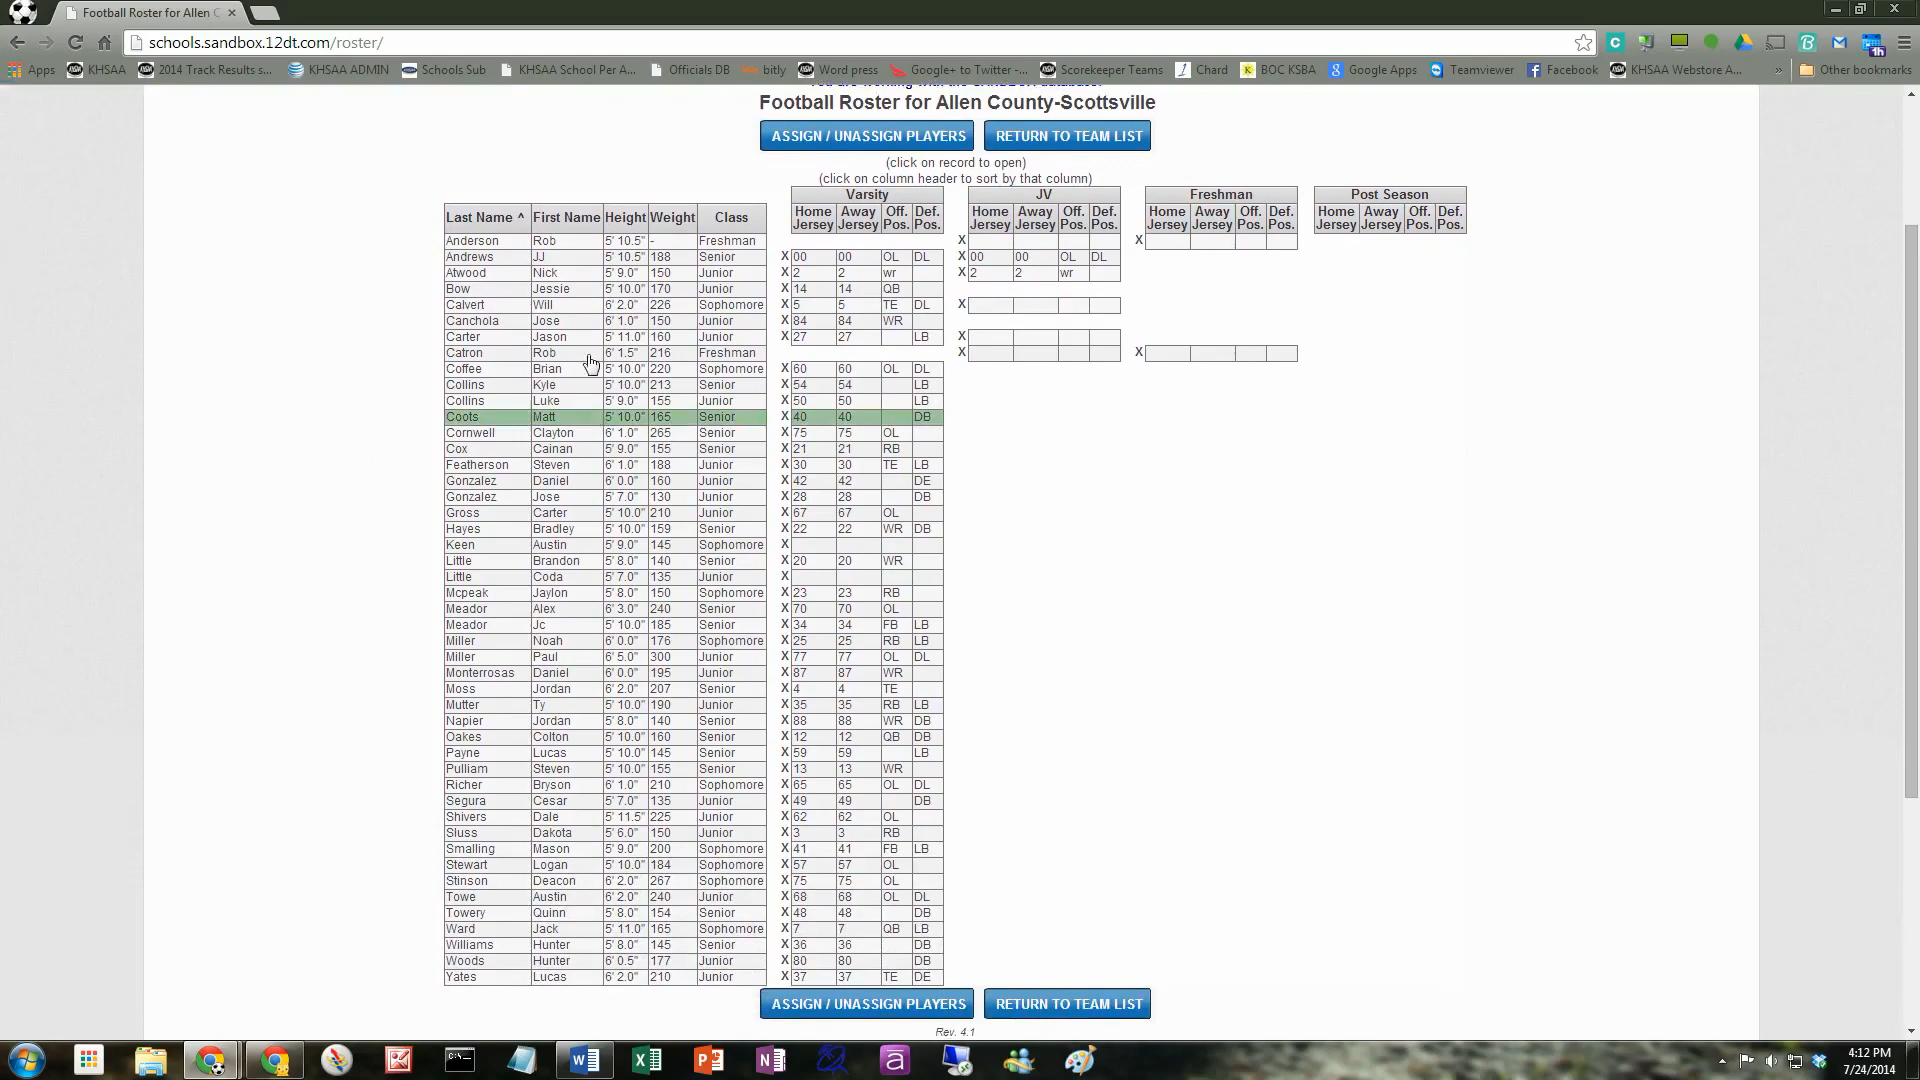 Football Roster for Allen C
schools.sandbox.12dt.com/roster/
Apps KHSAA 2014 Track Results s... KHSAA ADMIN Schools Sub KHSAA School Per A... Officials DB bitly Word press Google+ to Twitter -... Scorekeeper Teams Chard BOC KSBA Google Apps Teamviewer Facebook KHSAA Webstore A... » Other bookmarks
Football Roster for Allen County-Scottsville
ASSIGN / UNASSIGN PLAYERS RETURN TO TEAM LIST
(click on record to open)
(click on column header to sort by that column)
Varsity JV Freshman Post Season
Last Name ^ First Name Height Weight Class Home Jersey Away Jersey Off. Pos. Def. Pos. Home Jersey Away Jersey Off. Pos. Def. Pos. Home Jersey Away Jersey Off. Pos. Def. Pos. Home Jersey Away Jersey Off. Pos. Def. Pos.
Anderson Rob 5' 10.5" - Freshman X X
Andrews JJ 5' 10.5" 188 Senior X 00 00 OL DL X 00 00 OL DL
Atwood Nick 5' 9.0" 150 Junior X 2 2 wr X 2 2 wr
Bow Jessie 5' 10.0" 170 Junior X 14 14 QB
Calvert Will 6' 2.0" 226 Sophomore X 5 5 TE DL X
Canchola Jose 6' 1.0" 150 Junior X 84 84 WR
Carter Jason 5' 11.0" 160 Junior X 27 27 LB X
Catron Rob 6' 1.5" 216 Freshman X X
Coffee Brian 5' 10.0" 220 Sophomore X 60 60 OL DL
Collins Kyle 5' 10.0" 213 Senior X 54 54 LB
Collins Luke 5' 9.0" 155 Junior X 50 50 LB
Coots Matt 5' 10.0" 165 Senior X 40 40 DB
Cornwell Clayton 6' 1.0" 265 Senior X 75 75 OL
Cox Cainan 5' 9.0" 155 Senior X 21 21 RB
Featherson Steven 6' 1.0" 188 Junior X 30 30 TE LB
Gonzalez Daniel 6' 0.0" 160 Junior X 42 42 DE
Gonzalez Jose 5' 7.0" 130 Junior X 28 28 DB
Gross Carter 5' 10.0" 210 Junior X 67 67 OL
Hayes Bradley 5' 10.0" 159 Senior X 22 22 WR DB
Keen Austin 5' 9.0" 145 Sophomore X
Little Brandon 5' 8.0" 140 Senior X 20 20 WR
Little Coda 5' 7.0" 135 Junior X
Mcpeak Jaylon 5' 8.0" 150 Sophomore X 23 23 RB
Meador Alex 6' 3.0" 240 Senior X 70 70 OL
Meador Jc 5' 10.0" 185 Senior X 34 34 FB LB
Miller Noah 6' 0.0" 176 Sophomore X 25 25 RB LB
Miller Paul 6' 5.0" 300 Junior X 77 77 OL DL
Monterrosas Daniel 6' 0.0" 195 Junior X 87 87 WR
Moss Jordan 6' 2.0" 207 Senior X 4 4 TE
Mutter Ty 5' 10.0" 190 Junior X 35 35 RB LB
Napier Jordan 5' 8.0" 140 Senior X 88 88 WR DB
Oakes Colton 5' 10.0" 160 Senior X 12 12 QB DB
Payne Lucas 5' 10.0" 145 Senior X 59 59 LB
Pulliam Steven 5' 10.0" 155 Senior X 13 13 WR
Richer Bryson 6' 1.0" 210 Sophomore X 65 65 OL DL
Segura Cesar 5' 7.0" 135 Junior X 49 49 DB
Shivers Dale 5' 11.5" 225 Junior X 62 62 OL
Sluss Dakota 5' 6.0" 150 Junior X 3 3 RB
Smalling Mason 5' 9.0" 200 Sophomore X 41 41 FB LB
Stewart Logan 5' 10.0" 184 Sophomore X 57 57 OL
Stinson Deacon 6' 2.0" 267 Sophomore X 75 75 OL
Towe Austin 6' 2.0" 240 Junior X 68 68 OL DL
Towery Quinn 5' 8.0" 154 Senior X 48 48 DB
Ward Jack 5' 11.0" 165 Sophomore X 7 7 QB LB
Williams Hunter 5' 8.0" 145 Senior X 36 36 DB
Woods Hunter 6' 0.5" 177 Junior X 80 80 DB
Yates Lucas 6' 2.0" 210 Junior X 37 37 TE DE
ASSIGN / UNASSIGN PLAYERS RETURN TO TEAM LIST
Rev. 4.1
4:12 PM
7/24/2014